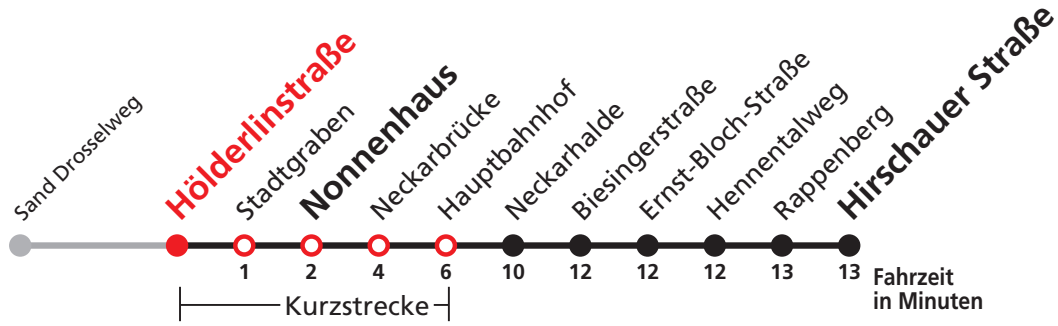 Sand Drosselweg
Hölderlinstraße
Stadtgraben
Nonnenhaus
Neckarbrücke
Hauptbahnhof
Neckarhalde
Biesingerstraße
Ernst-Bloch-Straße
Hennentalweg
Rappenberg
Hirschauer Straße
1 2 4 6 10 12 12 12 13 13
Fahrzeit
in Minuten
Kurzstrecke